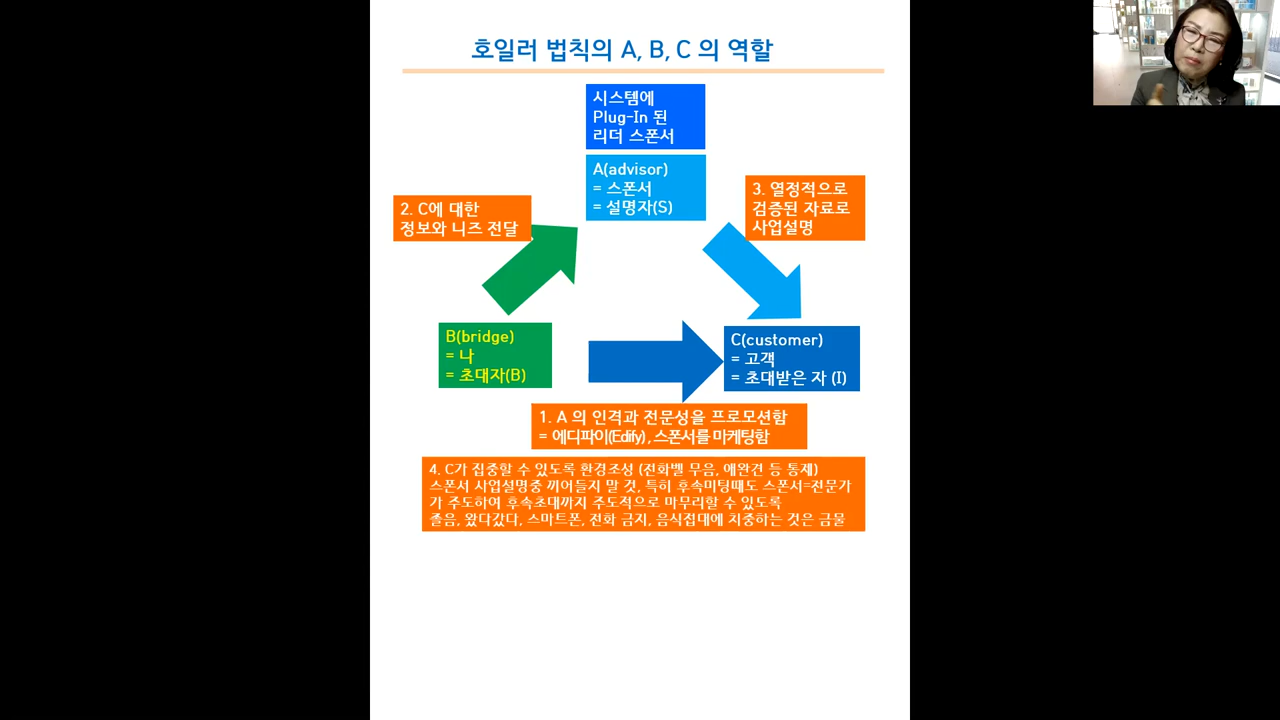 호일러 법칙의 A, B, C 의 역할
시스템에
Plug-In 된
리더 스폰서
A(advisor)
= 스폰서
= 설명자(S)
2. C에 대한
정보와 니즈 전달
3. 열정적으로
검증된 자료로
사업설명
B(bridge)
= 나
= 초대자(B)
C(customer)
= 고객
= 초대받은 자 (I)
1. A 의 인격과 전문성을 프로모션함
= 에디파이(Edify), 스폰서를 마케팅함
4. C가 집중할 수 있도록 환경조성 (전화벨 무음, 애완견 등 통제)
스폰서 사업설명중 끼어들지 말 것, 특히 후속미팅때도 스폰서=전문가
가 주도하여 후속초대까지 주도적으로 마무리할 수 있도록
졸음, 왔다갔다, 스마트폰, 전화 금지, 음식접대에 치중하는 것은 금물